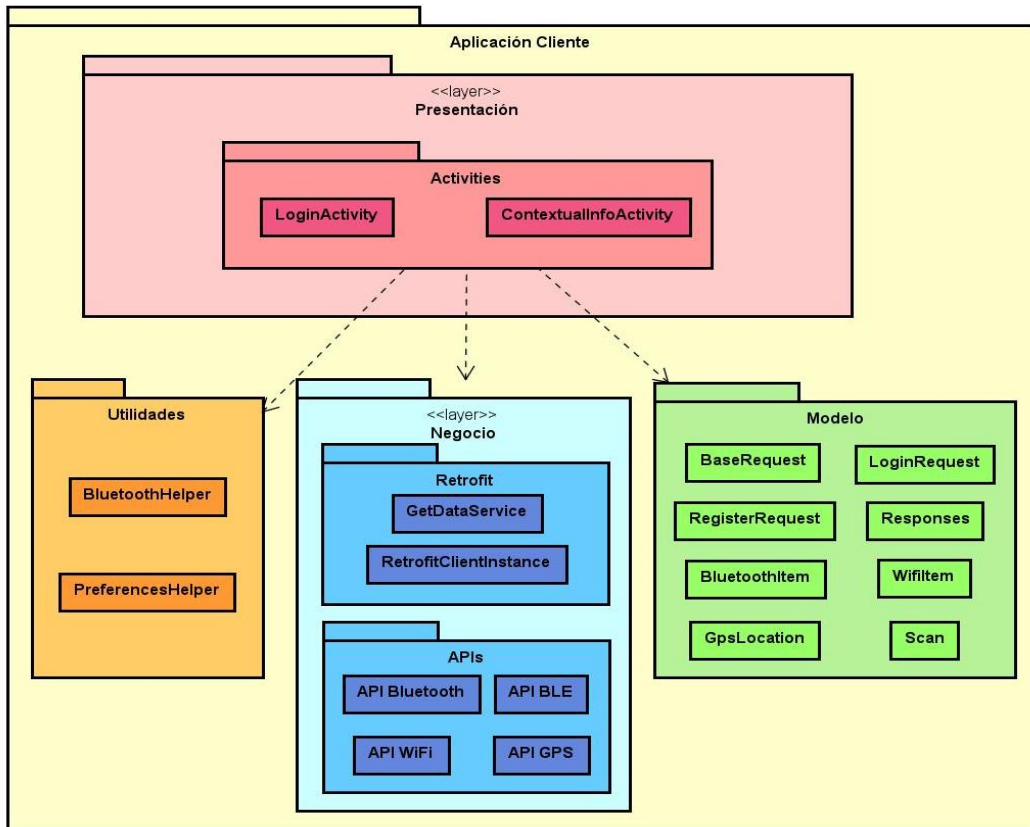 Aplicación Cliente
<<layer>>
Presentación
Activities
LoginActivity
ContextualInfoActivity
Utilidades
BluetoothHelper
PreferencesHelper
<<layer>>
Negocio
Retrofit
GetDataService
RetrofitClientInstance
APIs
API Bluetooth
API BLE
API WiFi
API GPS
Modelo
BaseRequest
LoginRequest
RegisterRequest
Responses
BluetoothItem
WifiItem
GpsLocation
Scan